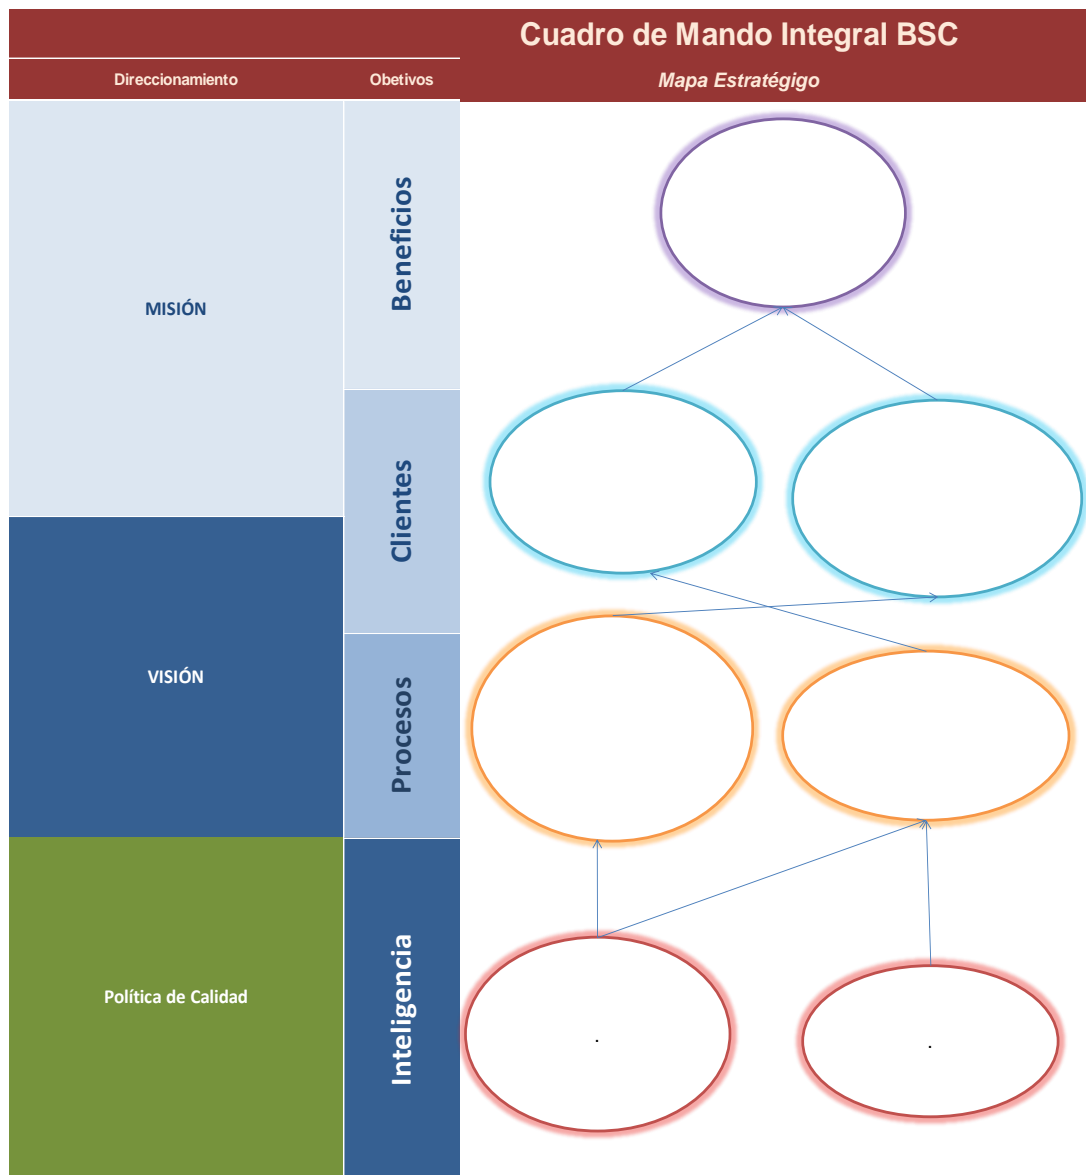 Cuadro de Mando Integral BSC
Direccionamiento
Obetivos
Mapa Estratégigo
MISIÓN
Beneficios
Clientes
VISIÓN
Procesos
Política de Calidad
Inteligencia
.
.